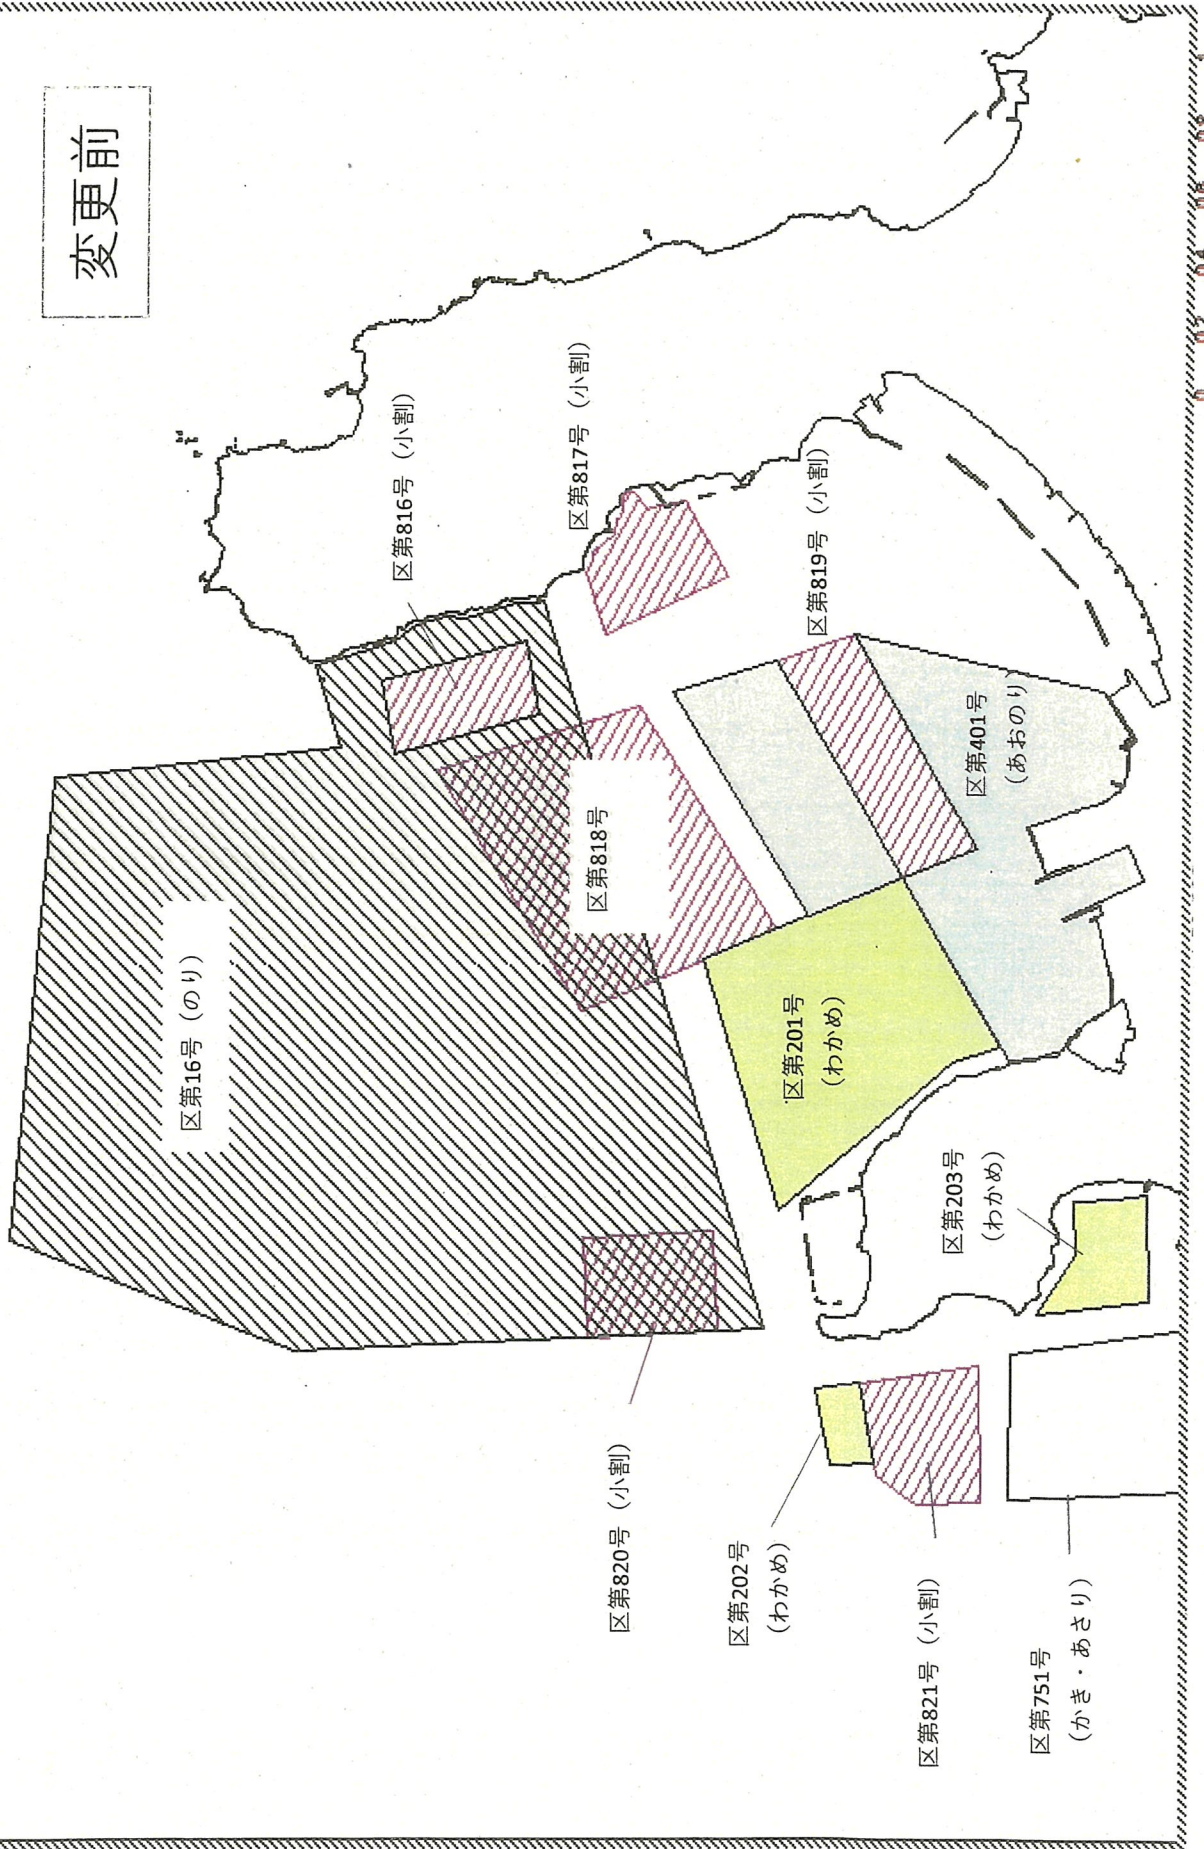 変更前
区第16号（のり）
区第816号（小割）
区第817号（小割）
区第818号
区第819号（小割）
区第820号（小割）
区第201号
（わかめ）
区第401号
（あおのり）
区第202号
（わかめ）
区第203号
（わかめ）
区第821号（小割）
区第751号
（かき・あさり）